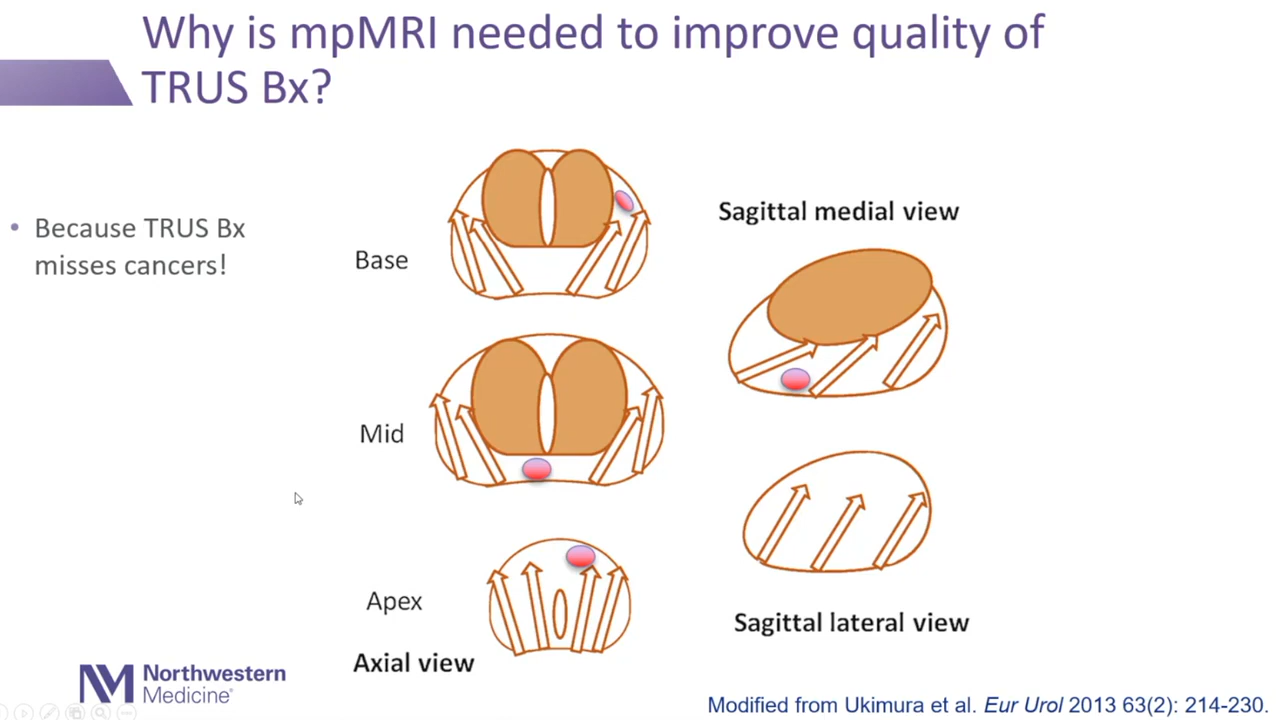 Why is mpMRI needed to improve quality of
TRUS Bx?
• Because TRUS Bx
misses cancers!
Base
Mid
Apex
Axial view
Sagittal medial view
Sagittal lateral view
Northwestern
Medicine®
Modified from Ukimura et al. Eur Urol 2013 63(2): 214-230.